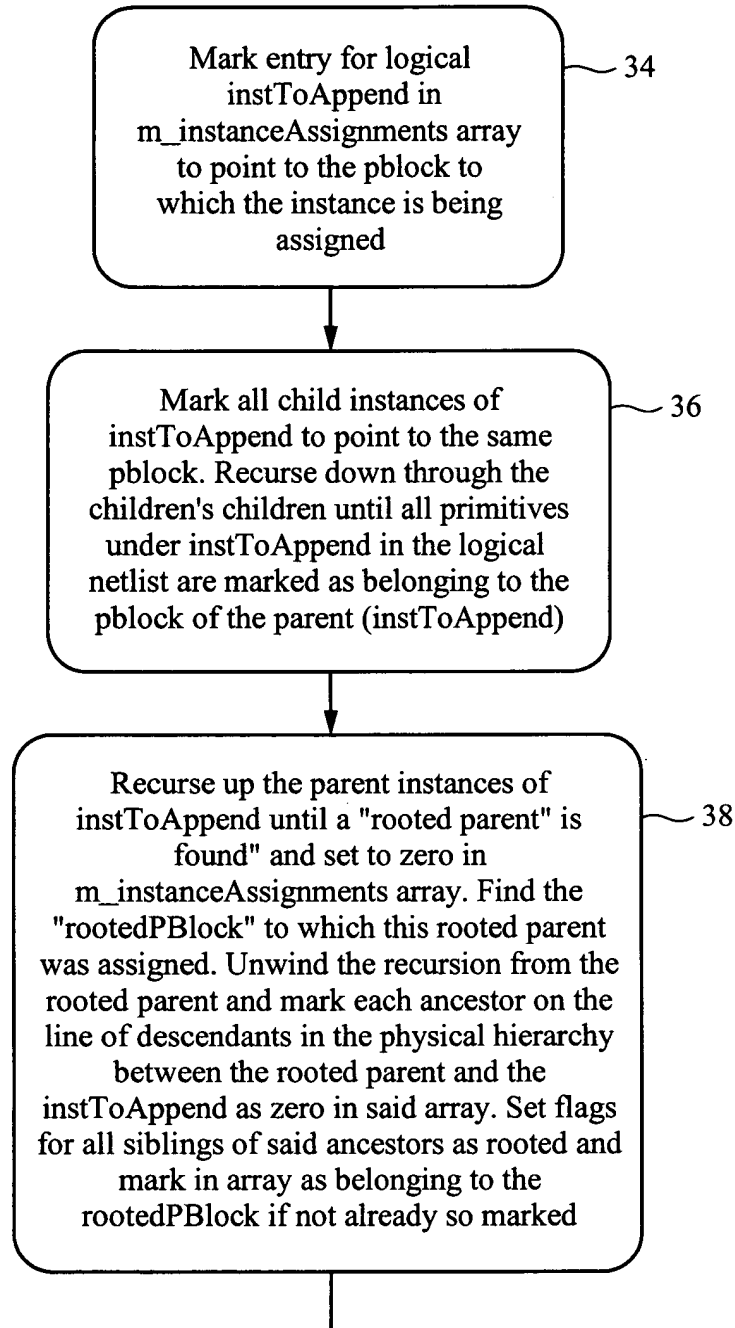 Mark entry for logical
instToAppend in
m_instanceAssignments array
to point to the pblock to
which the instance is being
assigned
34
Mark all child instances of
instToAppend to point to the same
pblock. Recurse down through the
children's children until all primitives
under instToAppend in the logical
netlist are marked as belonging to the
pblock of the parent (instToAppend)
36
Recurse up the parent instances of
instToAppend until a "rooted parent" is
found" and set to zero in
m_instanceAssignments array. Find the
"rootedPBlock" to which this rooted parent
was assigned. Unwind the recursion from the
rooted parent and mark each ancestor on the
line of descendants in the physical hierarchy
between the rooted parent and the
instToAppend as zero in said array. Set flags
for all siblings of said ancestors as rooted and
mark in array as belonging to the
rootedPBlock if not already so marked
38